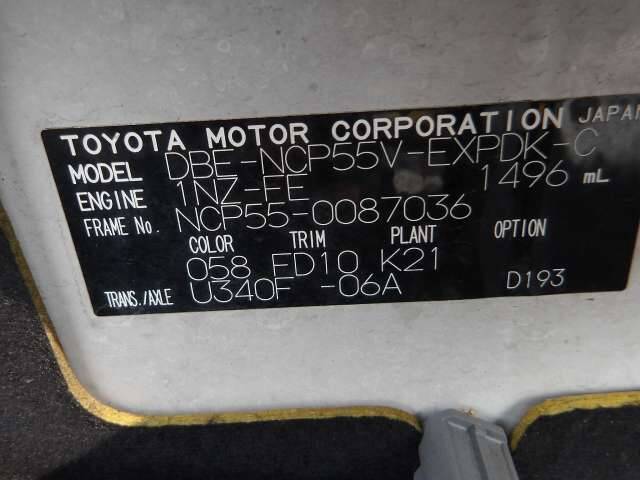 TOYOTA MOTOR CORPORATION JAPAN
MODEL DBE-NCP55V-EXPDK-C
ENGINE 1NZ-FE 1496 mL
FRAME No. NCP55-0087036
COLOR TRIM PLANT OPTION
058 FD10 K21
TRANS./AXLE U340F -06A D193